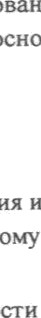 ован
осно
ия и
ому
сти